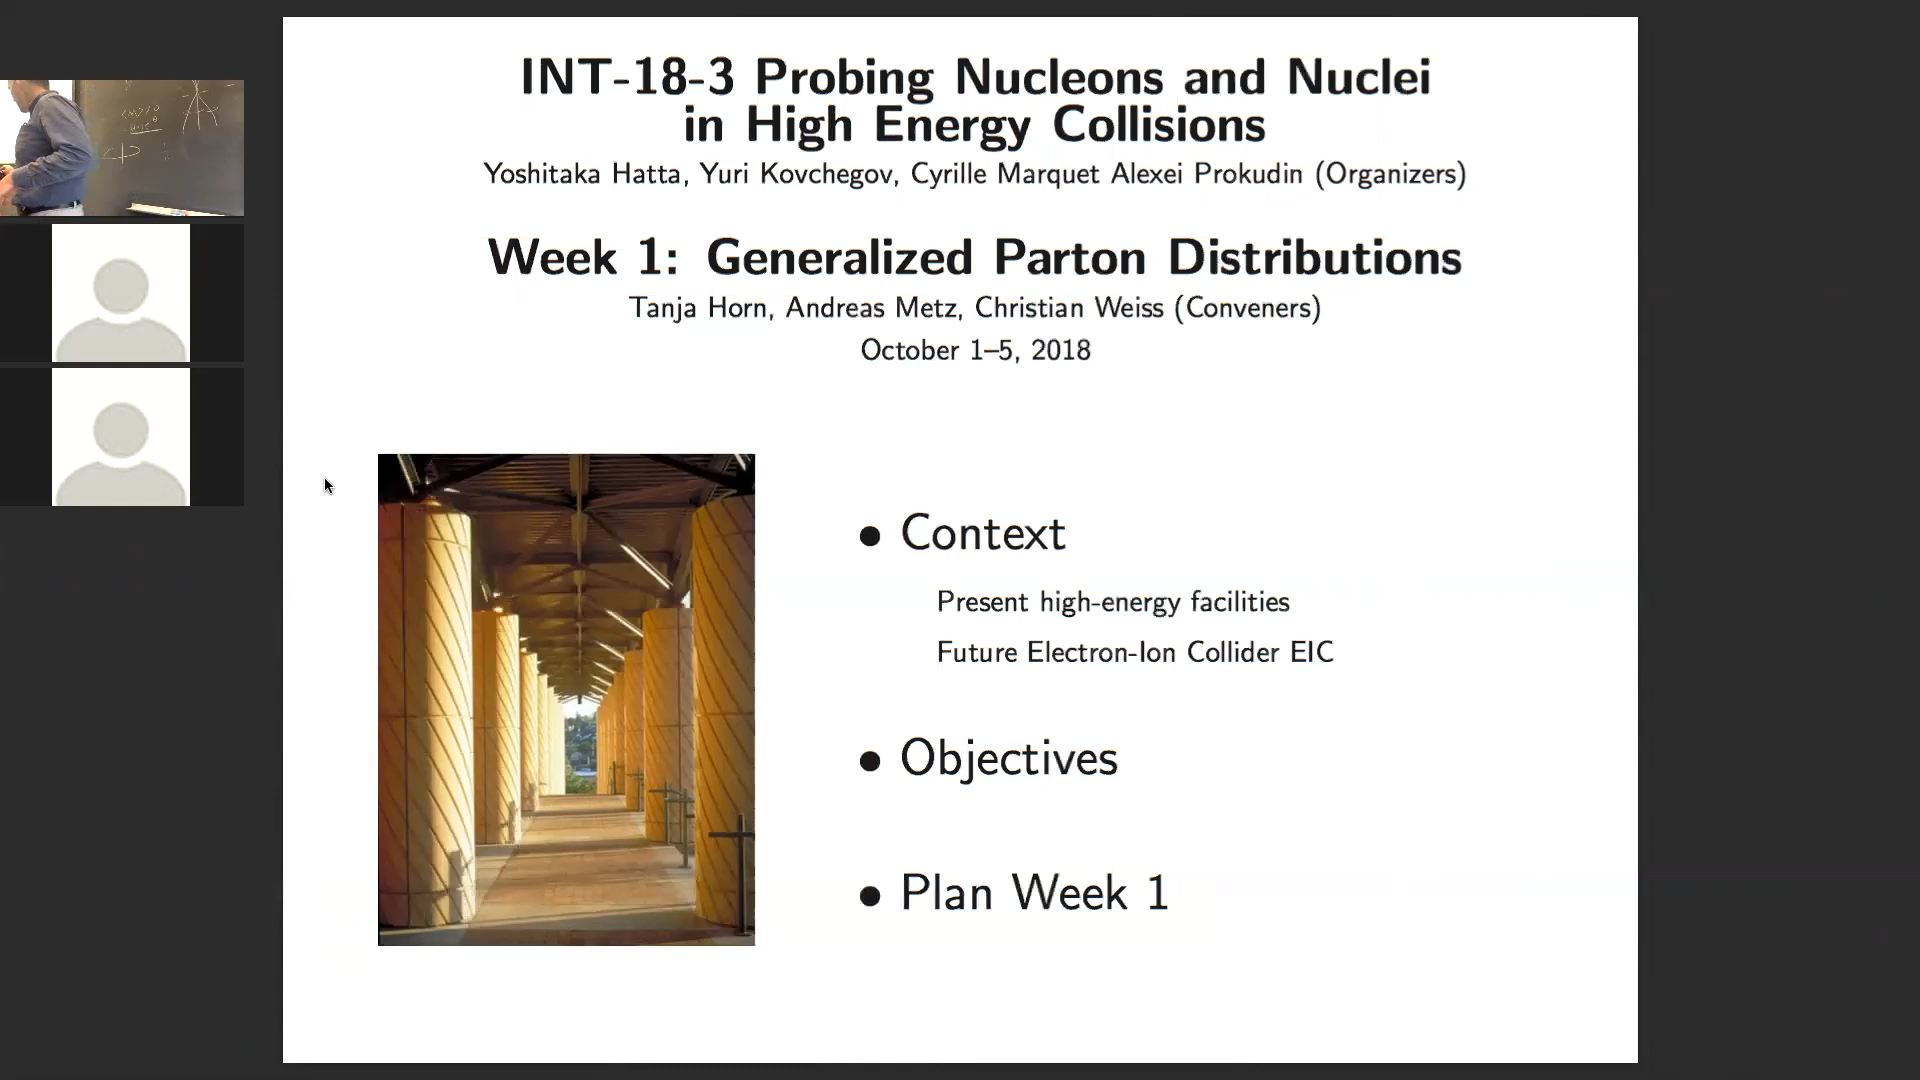 INT-18-3 Probing Nucleons and Nuclei
in High Energy Collisions
Yoshitaka Hatta, Yuri Kovchegov, Cyrille Marquet Alexei Prokudin (Organizers)
Week 1: Generalized Parton Distributions
Tanja Horn, Andreas Metz, Christian Weiss (Conveners)
October 1–5, 2018
• Context
Present high-energy facilities
Future Electron-Ion Collider EIC
• Objectives
• Plan Week 1